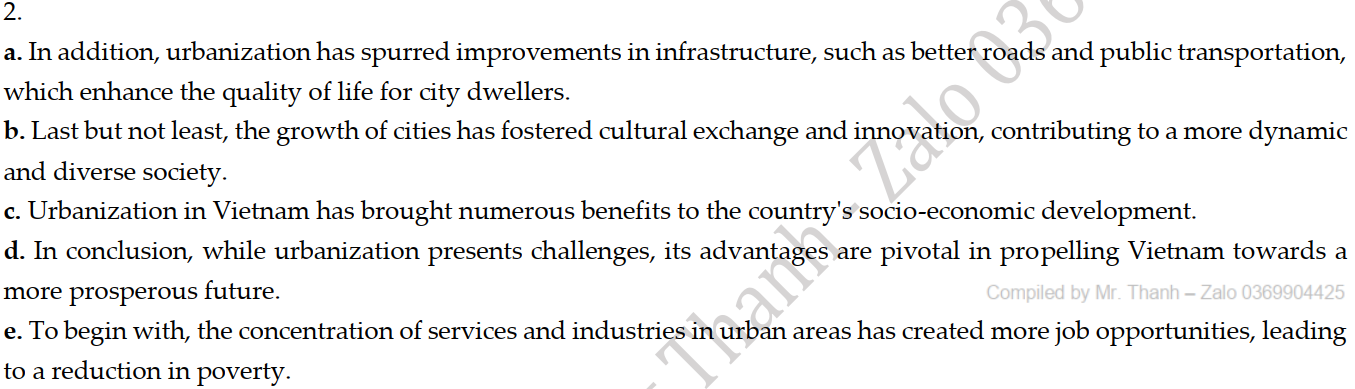 2.
a. In addition, urbanization has spurred improvements in infrastructure, such as better roads and public transportation,
which enhance the quality of life for city dwellers.
b. Last but not least, the growth of cities has fostered cultural exchange and innovation, contributing to a more dynamic
and diverse society.
c. Urbanization in Vietnam has brought numerous benefits to the country's socio-economic development.
d. In conclusion, while urbanization presents challenges, its advantages are pivotal in propelling Vietnam towards a
more prosperous future.
Compiled by Mr. Thanh – Zalo 0369904425
e. To begin with, the concentration of services and industries in urban areas has created more job opportunities, leading
to a reduction in poverty.
Thanh - Zalo 036